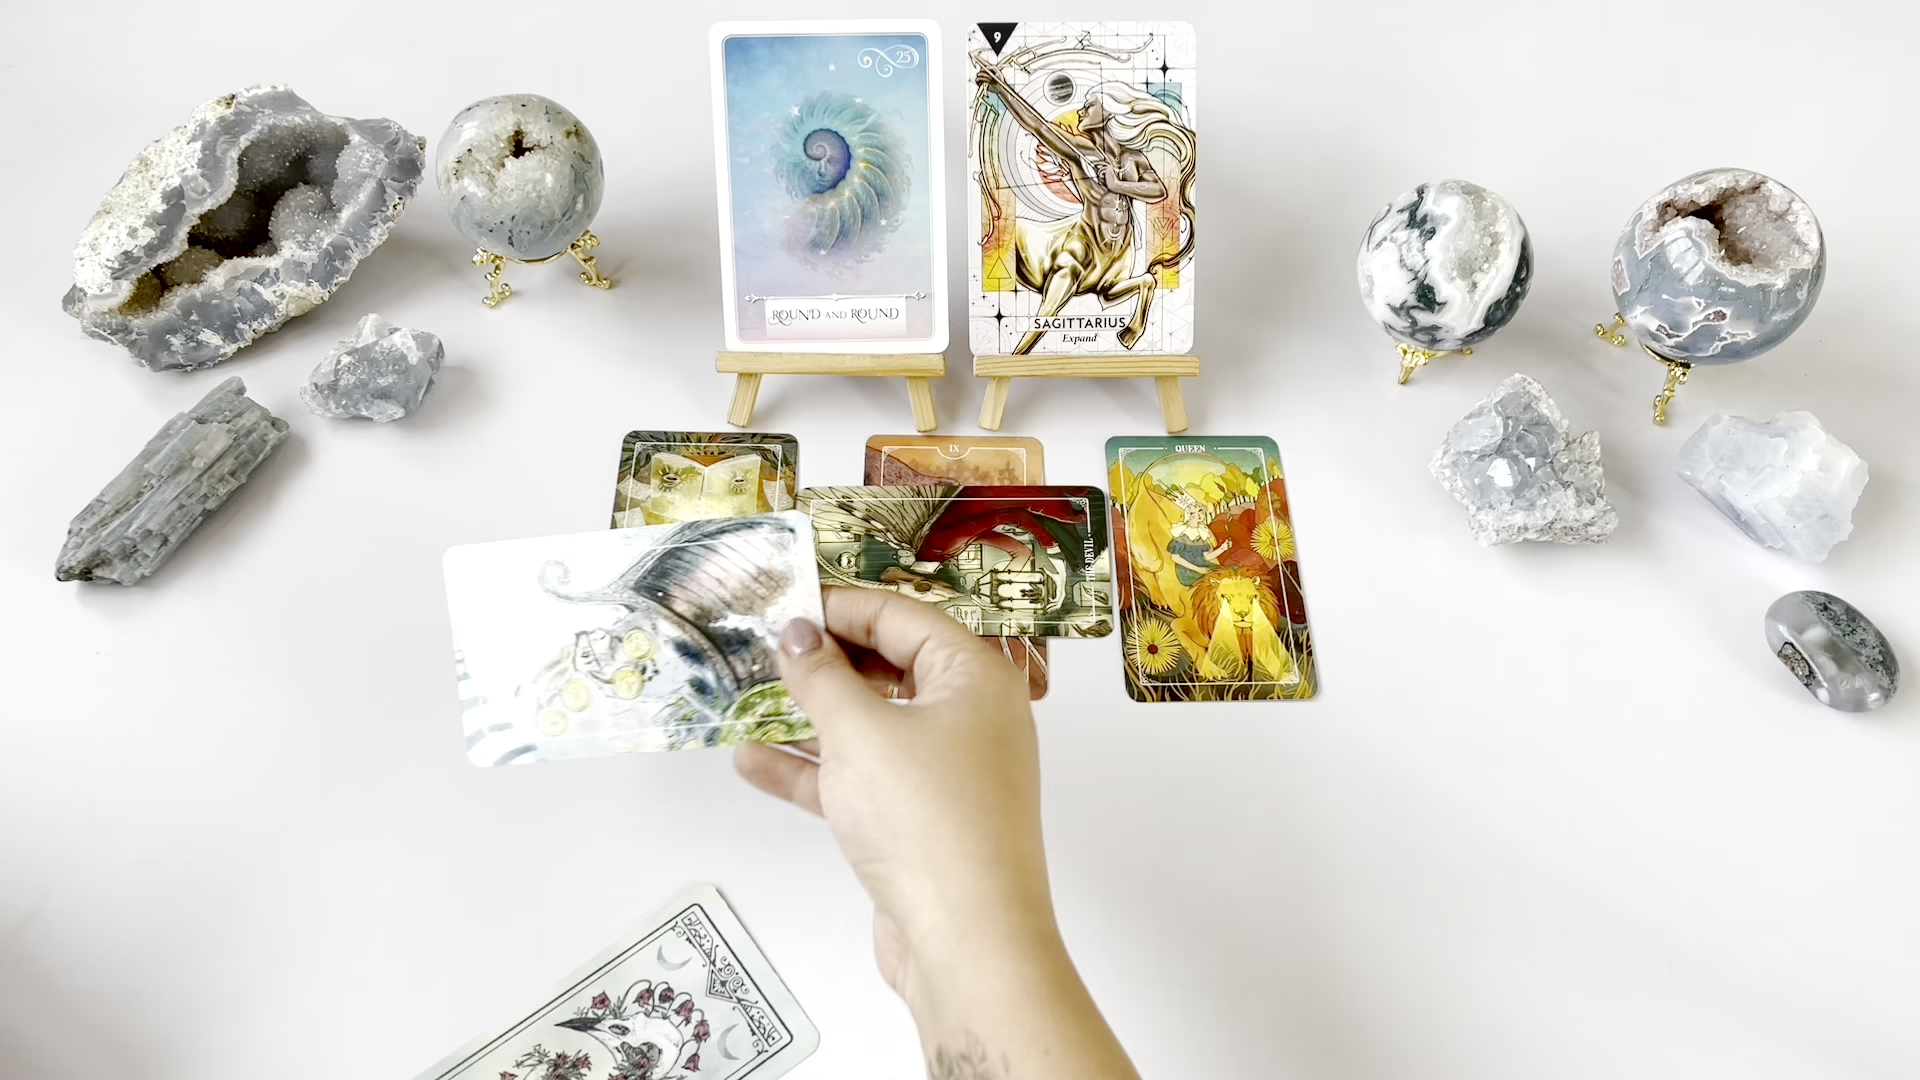 25
ROUND AND ROUND
9
SAGITTARIUS
Expand
IX
QUEEN
THE DEVIL